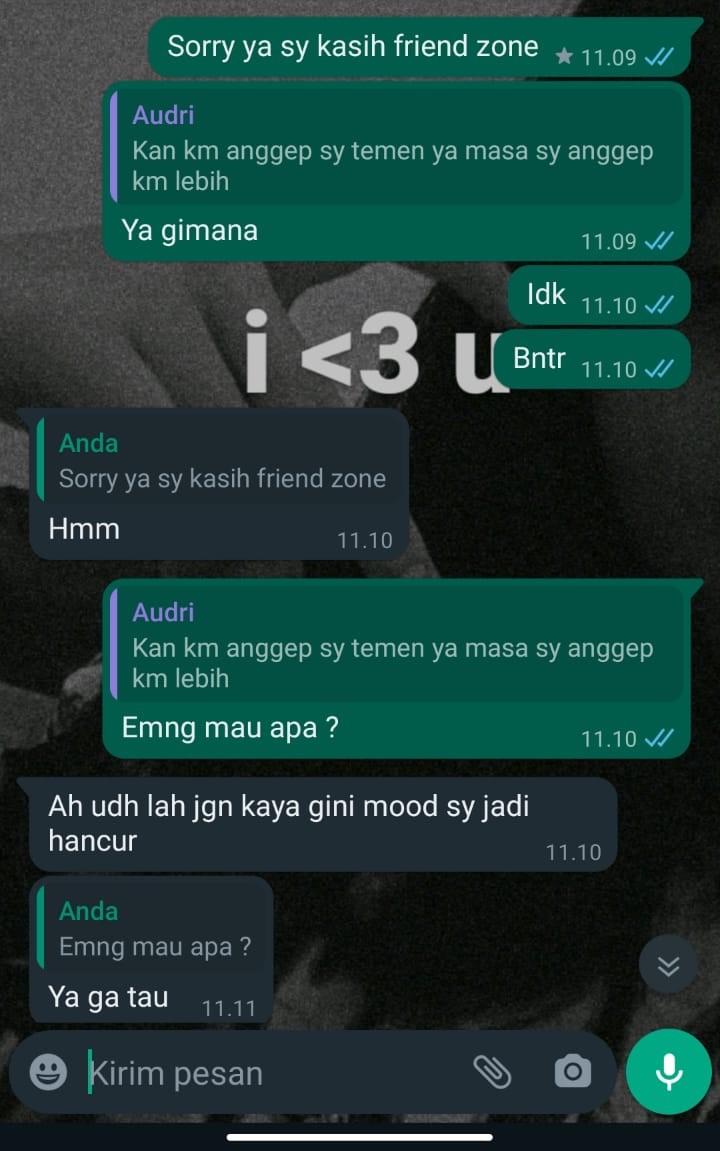 Sorry ya sy kasih friend zone 11.09
Audri
Kan km anggep sy temen ya masa sy anggep
km lebih
Ya gimana 11.09
Idk 11.10
i <3 u
Bntr 11.10
Anda
Sorry ya sy kasih friend zone
Hmm 11.10
Audri
Kan km anggep sy temen ya masa sy anggep
km lebih
Emng mau apa ? 11.10
Ah udh lah jgn kaya gini mood sy jadi
hancur 11.10
Anda
Emng mau apa ?
Ya ga tau 11.11
Kirim pesan